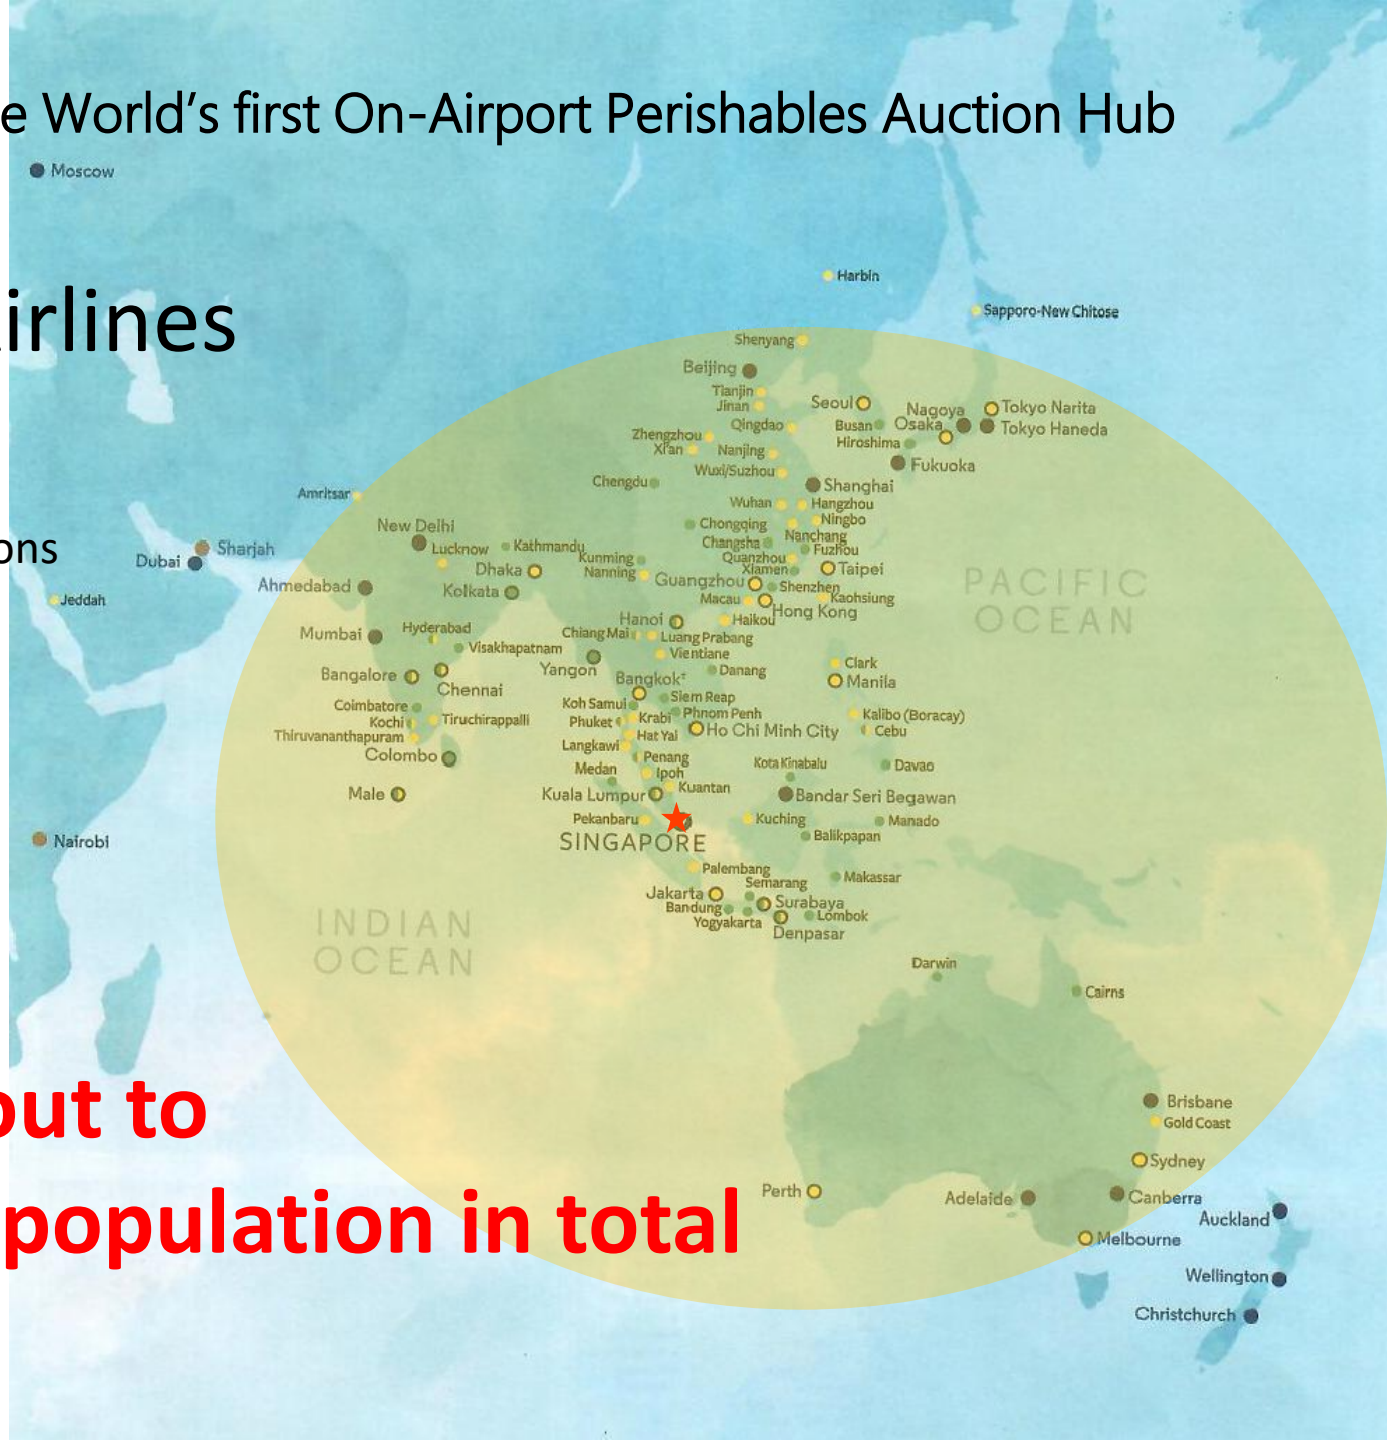 e World's first On-Airport Perishables Auction Hub
Moscow
Harbin
irlines
Sapporo-New Chitose
Shenyang
Beijing
Tianjin
Jinan
Seoul
Nagoya
Tokyo Narita
Qingdao
Busan
Osaka
Tokyo Haneda
Zhengzhou
Hiroshima
Xi'an
Nanjing
Fukuoka
Wuxi/Suzhou
Chengdu
Shanghai
Amritsar
Wuhan
Hangzhou
New Delhi
Chongqing
Ningbo
Nanchang
ons
Sharjah
Lucknow
Kathmandu
Changsha
Fuzhou
Dubai
Kunming
Quanzhou
Dhaka
Nanning
Xiamen
Taipei
Guangzhou
Ahmedabad
Kolkata
Shenzhen
Jeddah
Macau
Kaohsiung
Hong Kong
PACIFIC
OCEAN
Hanoi
Haikou
Mumbai
Hyderabad
Chiang Mai
Luang Prabang
Visakhapatnam
Vientiane
Yangon
Danang
Clark
Bangalore
Bangkok‡
Manila
Chennai
Siem Reap
Coimbatore
Koh Samui
Phnom Penh
Kochi
Tiruchirappalli
Phuket
Krabi
Kalibo (Boracay)
Thiruvananthapuram
Hat Yai
Ho Chi Minh City
Cebu
Langkawi
Colombo
Penang
Kota Kinabalu
Davao
Medan
Ipoh
Male
Kuala Lumpur
Kuantan
Bandar Seri Begawan
Pekanbaru
Kuching
Manado
Nairobi
SINGAPORE
Balikpapan
Palembang
Semarang
Makassar
Jakarta
Surabaya
Bandung
Lombok
Yogyakarta
Denpasar
INDIAN
OCEAN
Darwin
Cairns
out to
Brisbane
Gold Coast
Sydney
Perth
Adelaide
Canberra
population in total
Auckland
Melbourne
Wellington
Christchurch